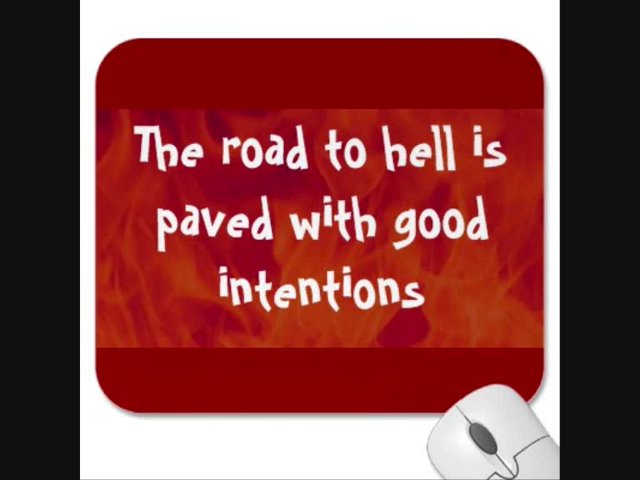 The road to hell is
paved with good
intentions